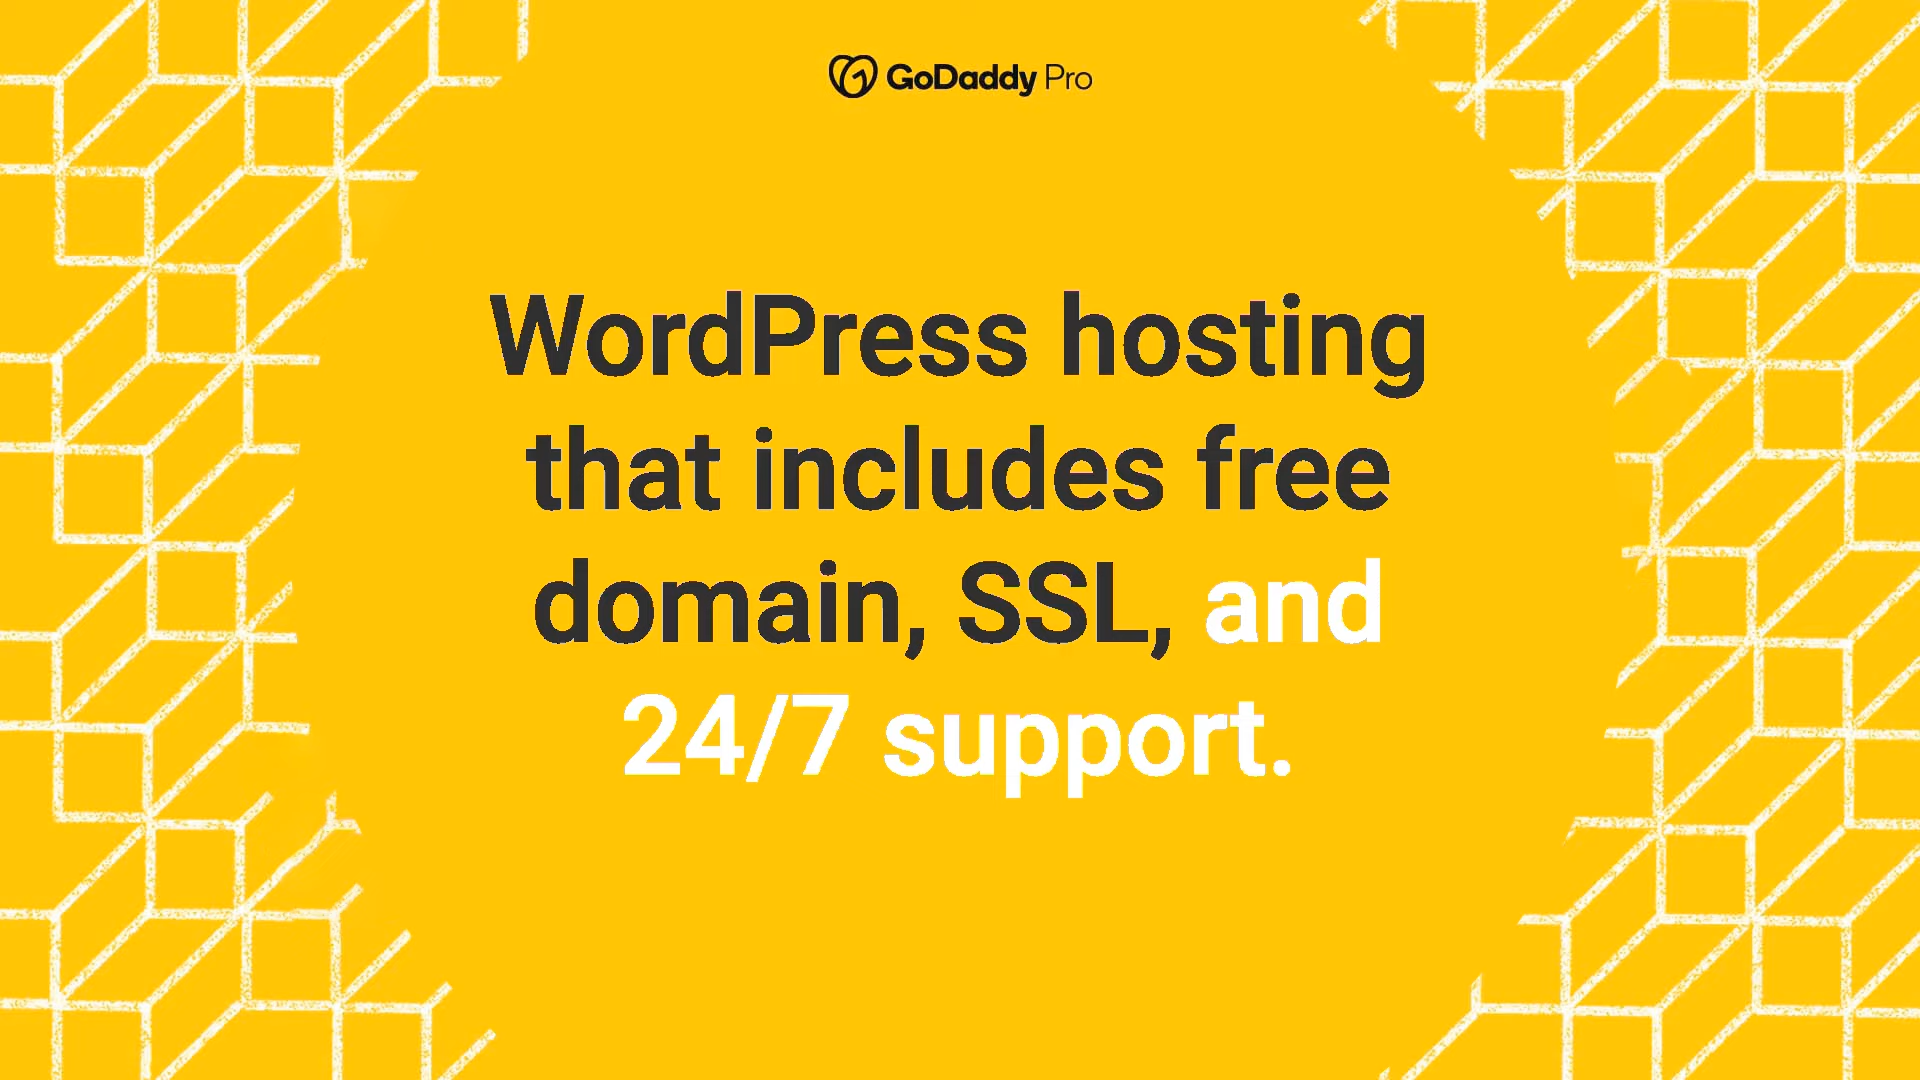 GoDaddy Pro
WordPress hosting
that includes free
domain, SSL, and
24/7 support.